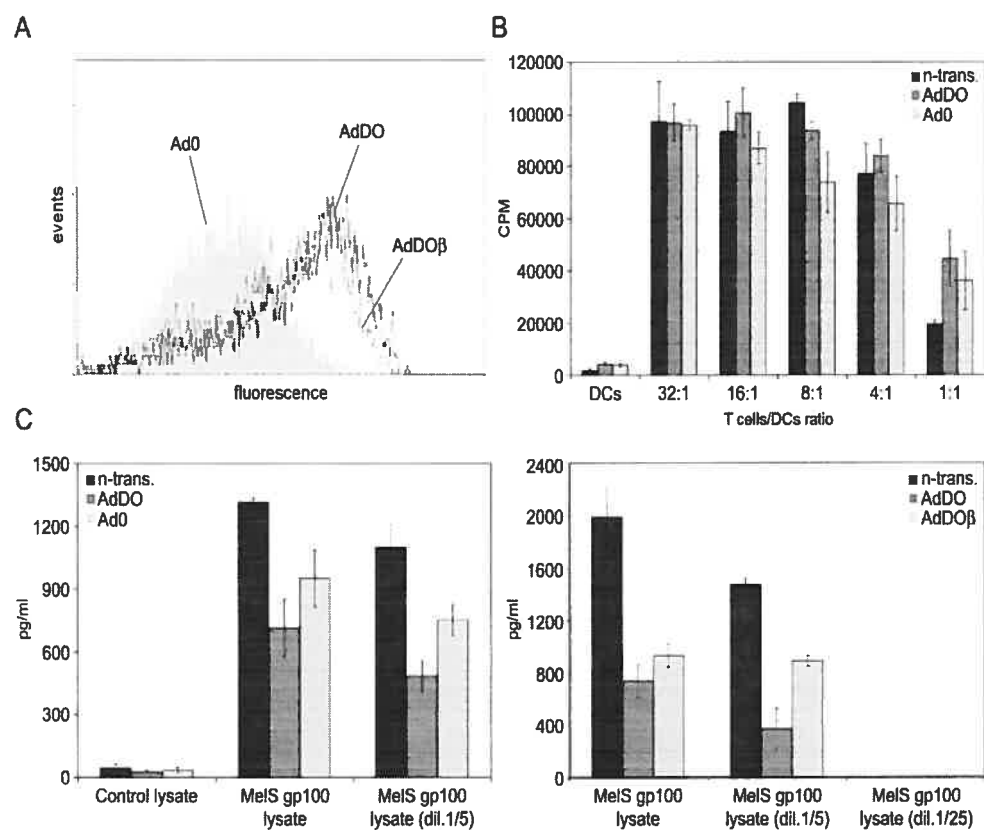 A
Ad0
AdDO
AdDOβ
events
fluorescence
B
120000
100000
80000
60000
40000
20000
0
CPM
n-trans.
AdDO
Ad0
DCs
32:1
16:1
8:1
4:1
1:1
T cells/DCs ratio
C
1500
1200
900
600
300
0
pg/ml
n-trans.
AdDO
Ad0
Control lysate
MelS gp100
lysate
MelS gp100
lysate (dil.1/5)
2400
2000
1600
1200
800
400
0
pg/ml
n-trans.
AdDO
AdDOβ
MelS gp100
lysate
MelS gp100
lysate (dil.1/5)
MelS gp100
lysate (dil.1/25)